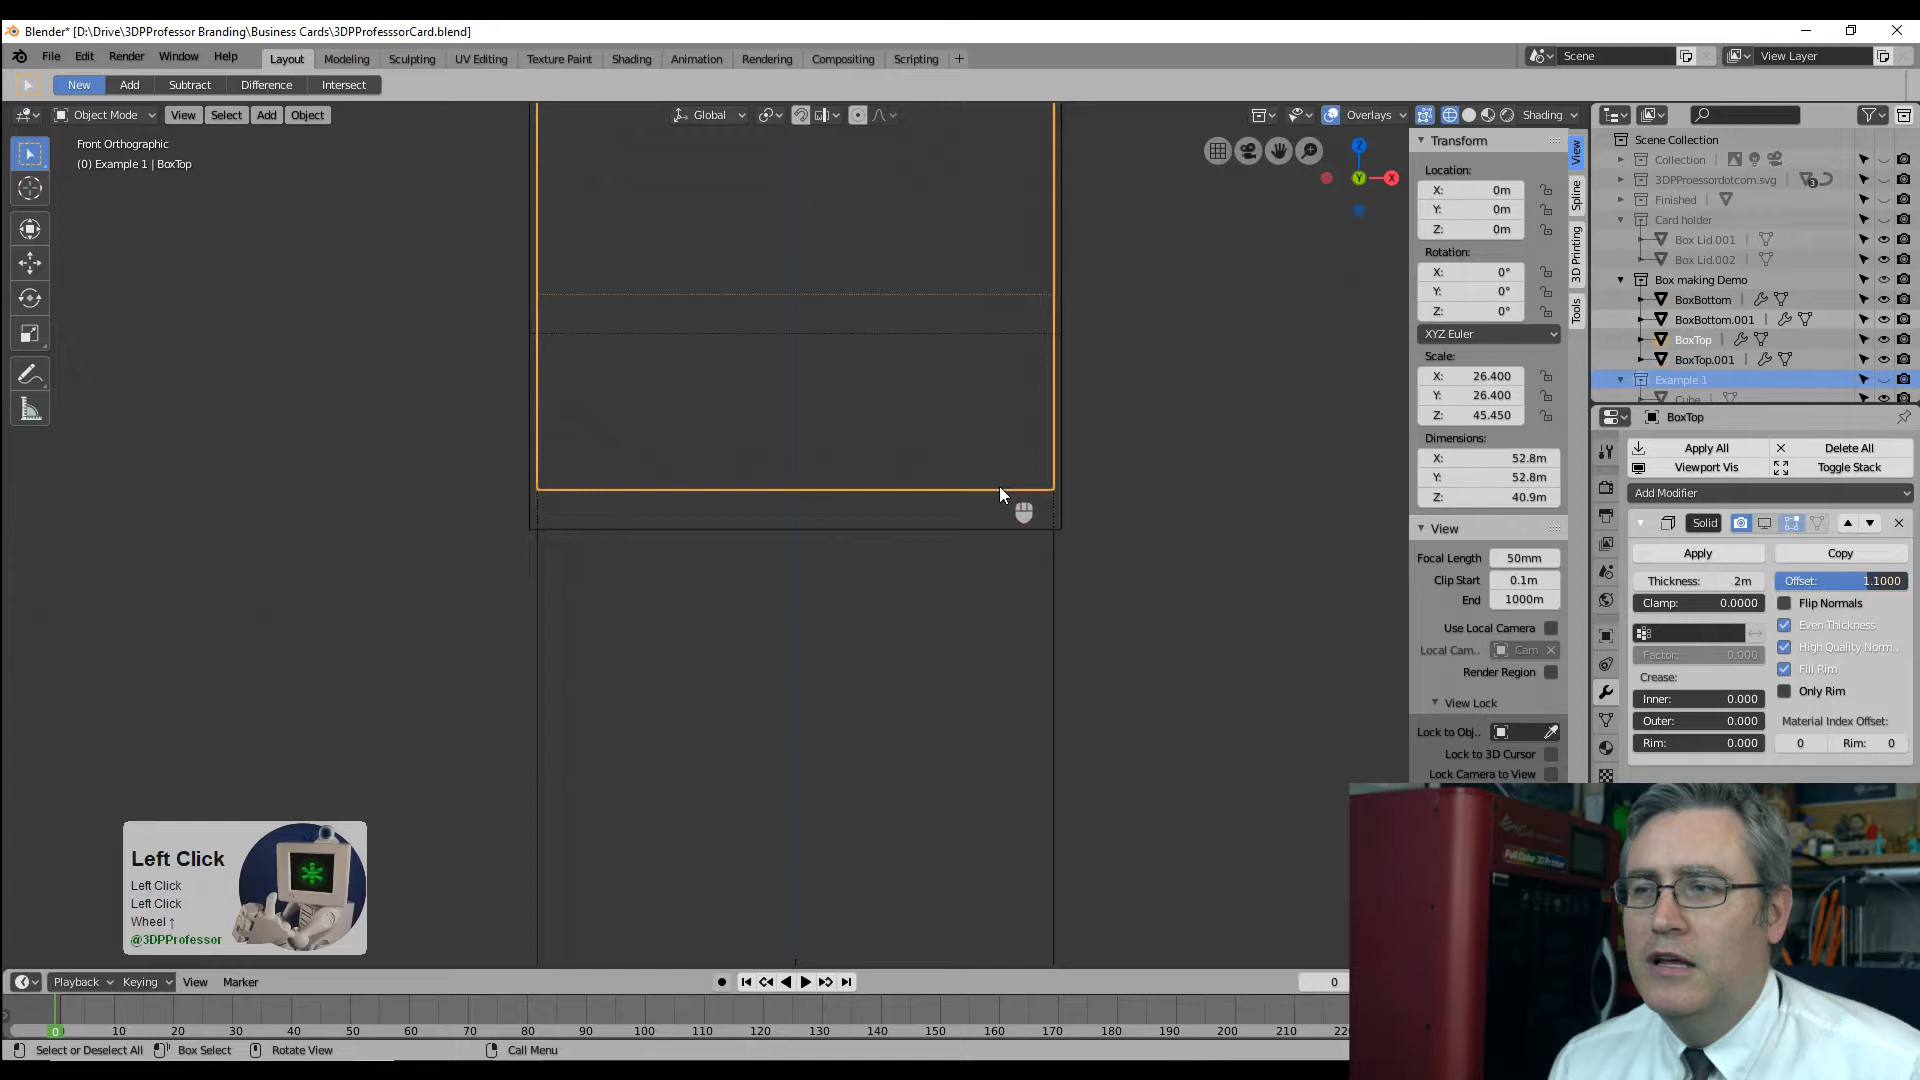 Blender* [D:\Drive\3DPProfessor Branding\Business Cards\3DPProfesssorCard.blend]
File Edit Render Window Help Layout Modeling Sculpting UV Editing Texture Paint Shading Animation Rendering Compositing Scripting + Scene View Layer
New Add Subtract Difference Intersect
Object Mode View Select Add Object Global Overlays Shading
Front Orthographic
(0) Example 1 | BoxTop
Z
Y
X
View
Spline
3D Printing
Tools
Transform
Location:
X: 0m
Y: 0m
Z: 0m
Rotation:
X: 0°
Y: 0°
Z: 0°
XYZ Euler
Scale:
X: 26.400
Y: 26.400
Z: 45.450
Dimensions:
X: 52.8m
Y: 52.8m
Z: 40.9m
View
Focal Length 50mm
Clip Start 0.1m
End 1000m
Use Local Camera
Local Cam.. Cam
Render Region
View Lock
Lock to Obj..
Lock to 3D Cursor
Lock Camera to View
Scene Collection
Collection
3DPProessordotcom.svg 3
Finished
Card holder
Box Lid.001
Box Lid.002
Box making Demo
BoxBottom
BoxBottom.001
BoxTop
BoxTop.001
Example 1
Cube
BoxTop
Apply All Delete All
Viewport Vis Toggle Stack
Add Modifier
Solid
Apply Copy
Thickness: 2m Offset: 1.1000
Clamp: 0.0000 Flip Normals
Even Thickness
High Quality Norm..
Factor: 0.000
Fill Rim
Crease:
Only Rim
Inner: 0.000
Outer: 0.000 Material Index Offset:
Rim: 0.000 0 Rim: 0
Full Color 3D Printer
Left Click
Left Click
Left Click
Wheel ↑
@3DPProfessor
Playback Keying View Marker 0
0 10 20 30 40 50 60 70 80 90 100 110 120 130 140 150 160 170 180 190 200 210 22
Select or Deselect All Box Select Rotate View Call Menu